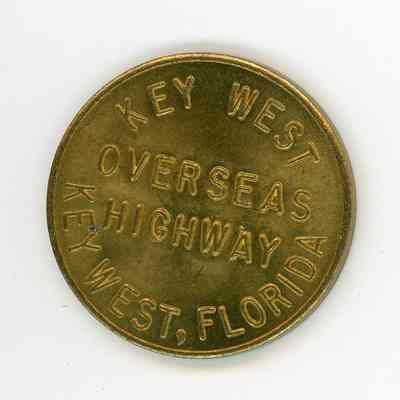 KEY WEST
OVERSEAS
HIGHWAY
KEY WEST, FLORIDA